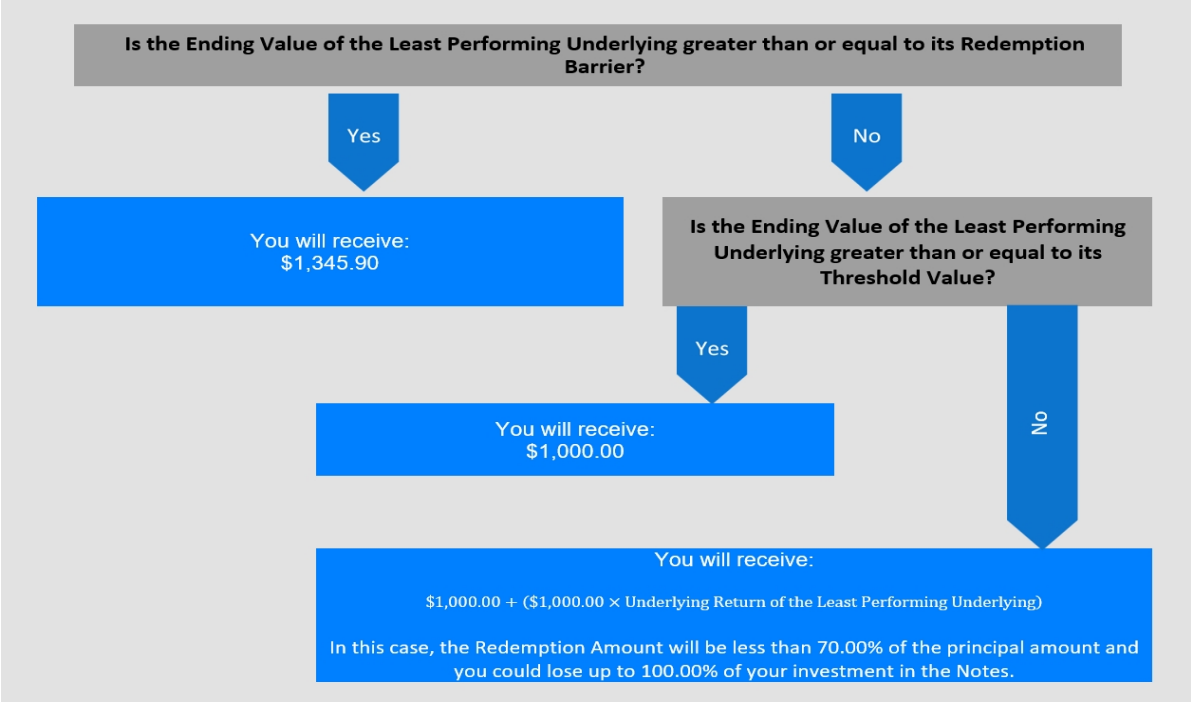 Is the Ending Value of the Least Performing Underlying greater than or equal to its Redemption
Barrier?
Yes
No
You will receive:
$1,345.90
Is the Ending Value of the Least Performing
Underlying greater than or equal to its
Threshold Value?
Yes
No
You will receive:
$1,000.00
You will receive:
$1,000.00 + ($1,000.00 × Underlying Return of the Least Performing Underlying)
In this case, the Redemption Amount will be less than 70.00% of the principal amount and
you could lose up to 100.00% of your investment in the Notes.